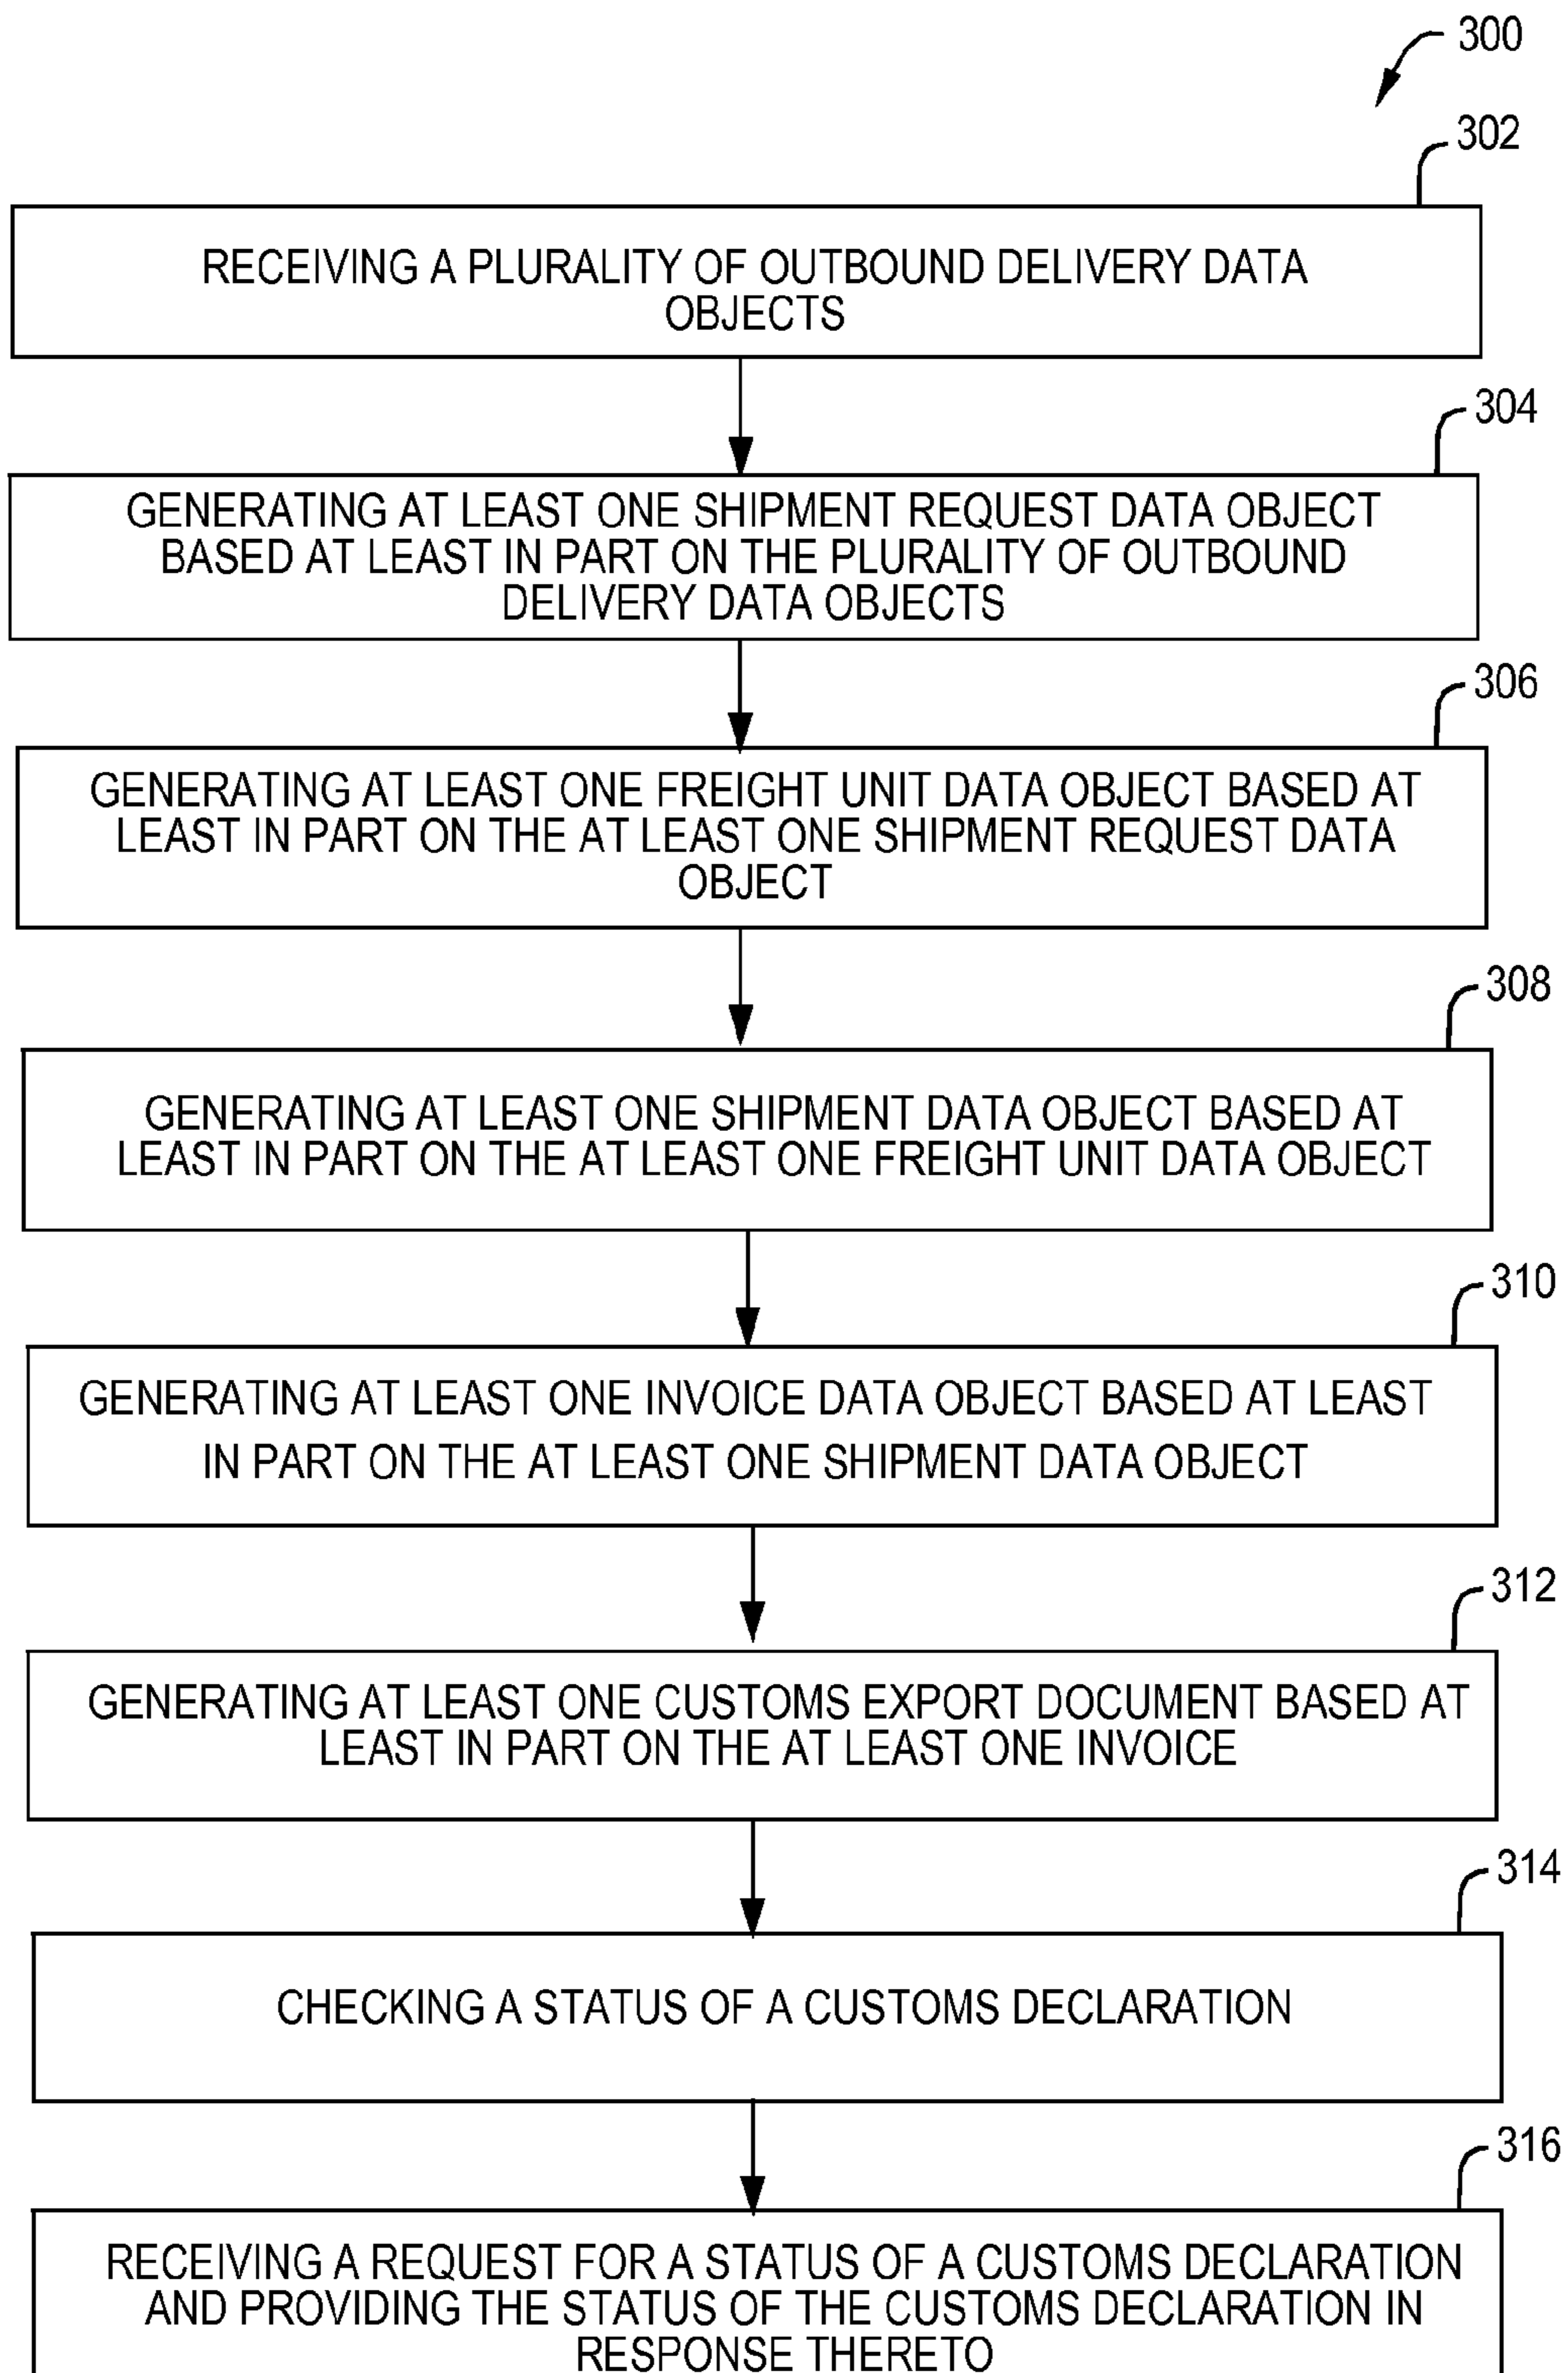 300
302
RECEIVING A PLURALITY OF OUTBOUND DELIVERY DATA
OBJECTS
304
GENERATING AT LEAST ONE SHIPMENT REQUEST DATA OBJECT
BASED AT LEAST IN PART ON THE PLURALITY OF OUTBOUND
DELIVERY DATA OBJECTS
306
GENERATING AT LEAST ONE FREIGHT UNIT DATA OBJECT BASED AT
LEAST IN PART ON THE AT LEAST ONE SHIPMENT REQUEST DATA
OBJECT
308
GENERATING AT LEAST ONE SHIPMENT DATA OBJECT BASED AT
LEAST IN PART ON THE AT LEAST ONE FREIGHT UNIT DATA OBJECT
310
GENERATING AT LEAST ONE INVOICE DATA OBJECT BASED AT LEAST
IN PART ON THE AT LEAST ONE SHIPMENT DATA OBJECT
312
GENERATING AT LEAST ONE CUSTOMS EXPORT DOCUMENT BASED AT
LEAST IN PART ON THE AT LEAST ONE INVOICE
314
CHECKING A STATUS OF A CUSTOMS DECLARATION
316
RECEIVING A REQUEST FOR A STATUS OF A CUSTOMS DECLARATION
AND PROVIDING THE STATUS OF THE CUSTOMS DECLARATION IN
RESPONSE THERETO